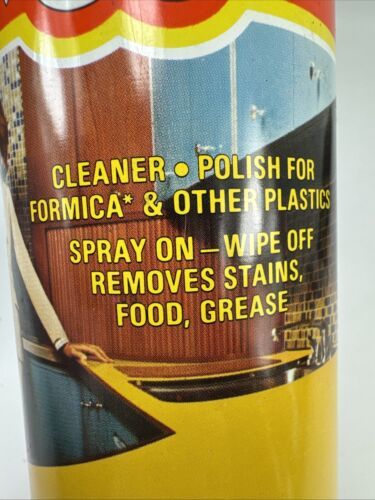 CLEANER • POLISH FOR
FORMICA* & OTHER PLASTICS
SPRAY ON – WIPE OFF
REMOVES STAINS,
FOOD, GREASE